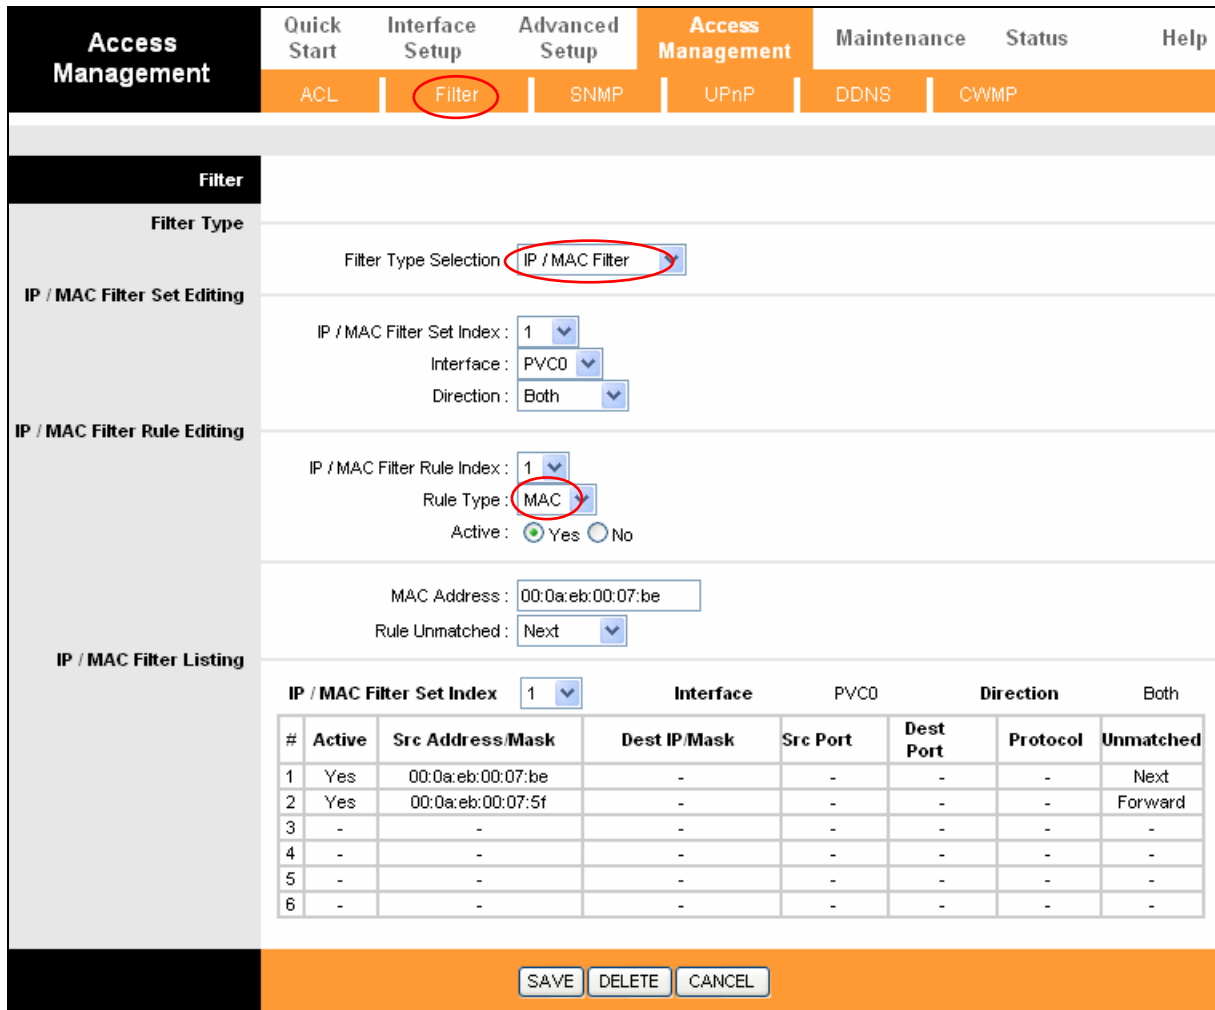 Access Management
Quick Start
Interface Setup
Advanced Setup
Access Management
Maintenance
Status
Help
ACL
Filter
SNMP
UPnP
DDNS
CWMP
Filter
Filter Type
Filter Type Selection IP / MAC Filter
IP / MAC Filter Set Editing
IP / MAC Filter Set Index : 1
Interface : PVC0
Direction : Both
IP / MAC Filter Rule Editing
IP / MAC Filter Rule Index : 1
Rule Type : MAC
Active : Yes No
MAC Address : 00:0a:eb:00:07:be
Rule Unmatched : Next
IP / MAC Filter Listing
IP / MAC Filter Set Index 1 Interface PVC0 Direction Both
# Active Src Address/Mask Dest IP/Mask Src Port Dest Port Protocol Unmatched
1 Yes 00:0a:eb:00:07:be - - - - Next
2 Yes 00:0a:eb:00:07:5f - - - - Forward
3 - - - - - - -
4 - - - - - - -
5 - - - - - - -
6 - - - - - - -
SAVE DELETE CANCEL